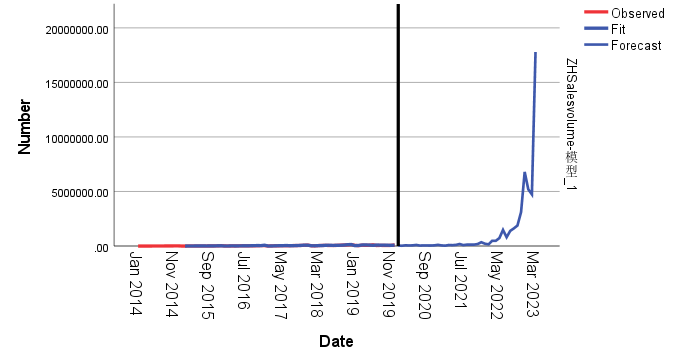 Observed
Fit
Forecast
20000000.00
15000000.00
10000000.00
5000000.00
.00
Number
ZHSalesvolume-模型_1
Jan 2014
Nov 2014
Sep 2015
Jul 2016
May 2017
Mar 2018
Jan 2019
Nov 2019
Sep 2020
Jul 2021
May 2022
Mar 2023
Date